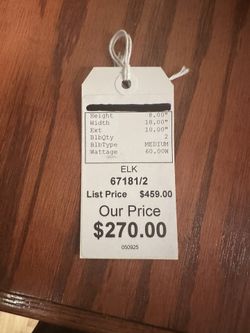 Height 8.00"
Width 18.00"
Ext 10.00"
BlbQty 2
BlbType MEDIUM
Wattage 60.00W
ELK
67181/2
List Price $459.00
Our Price
$270.00
050925